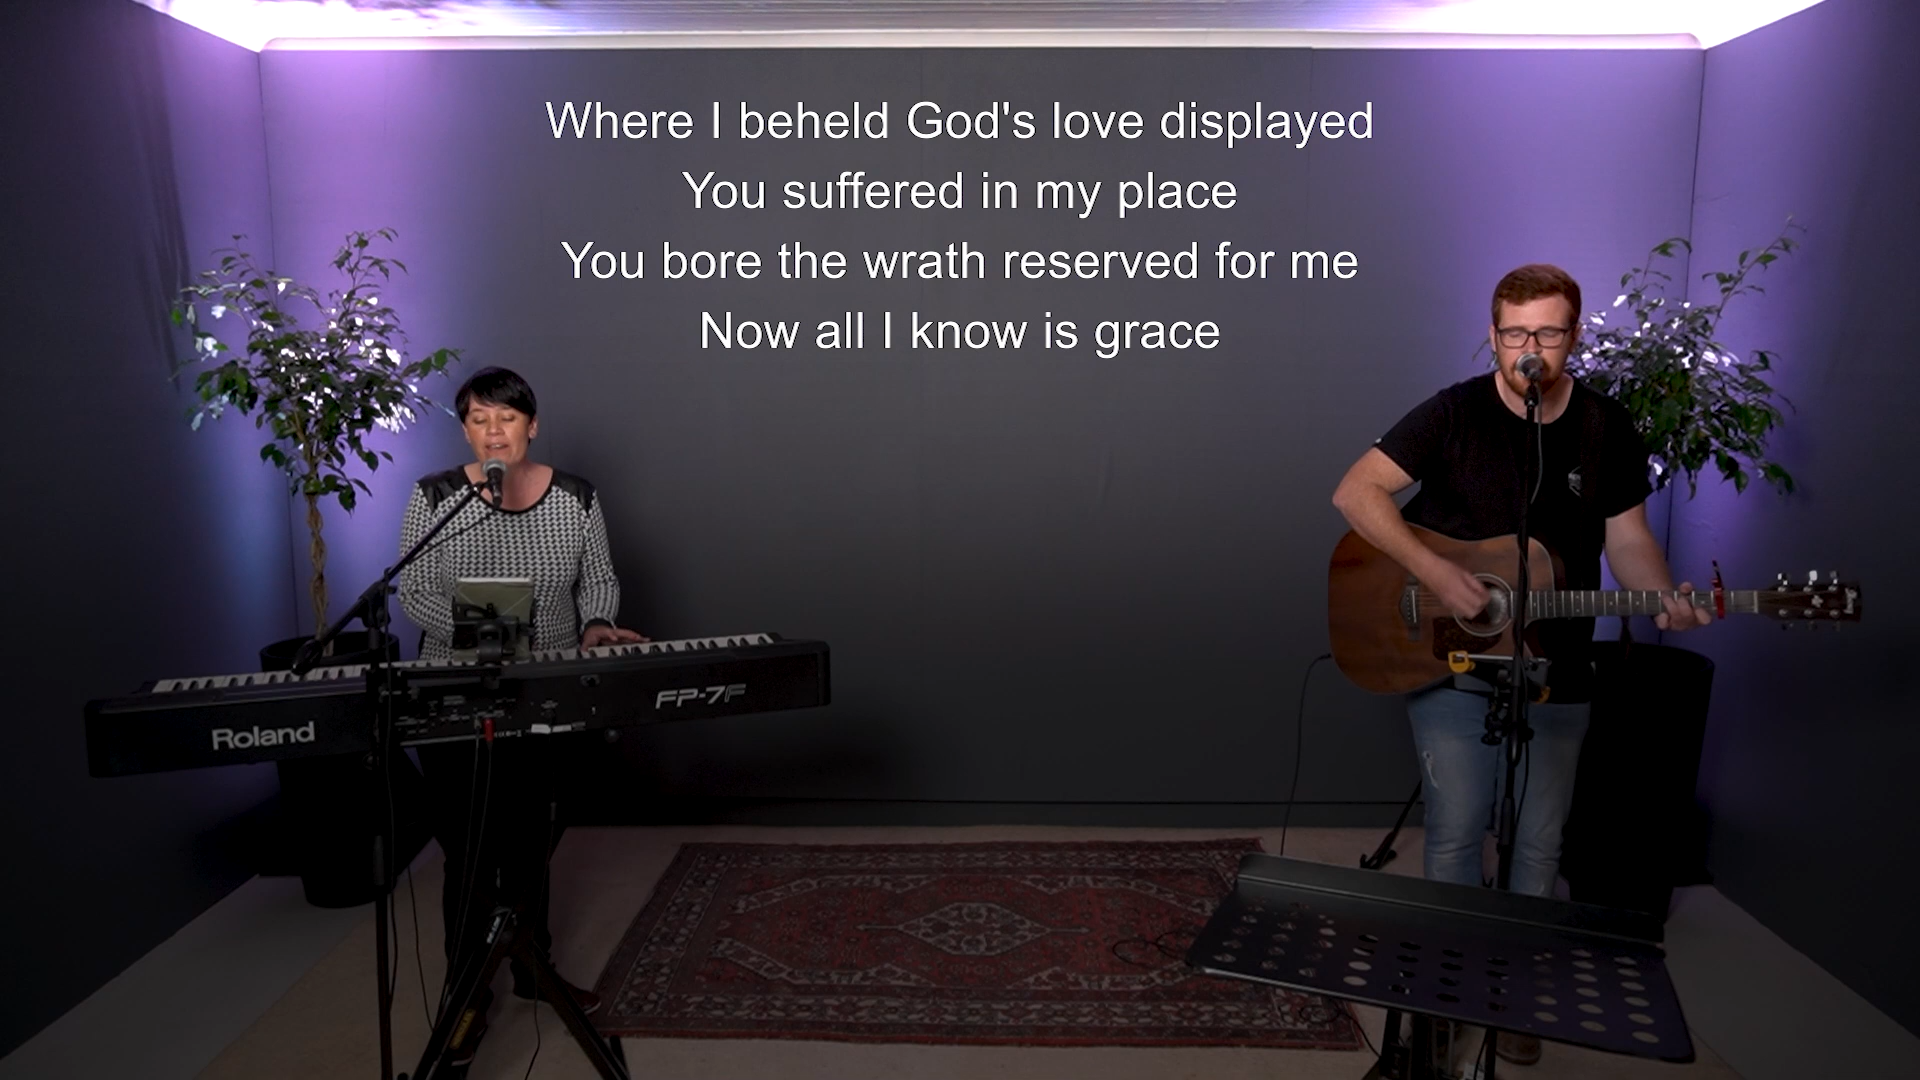 Where I beheld God's love displayed
You suffered in my place
You bore the wrath reserved for me
Now all I know is grace
Roland
FP-7F